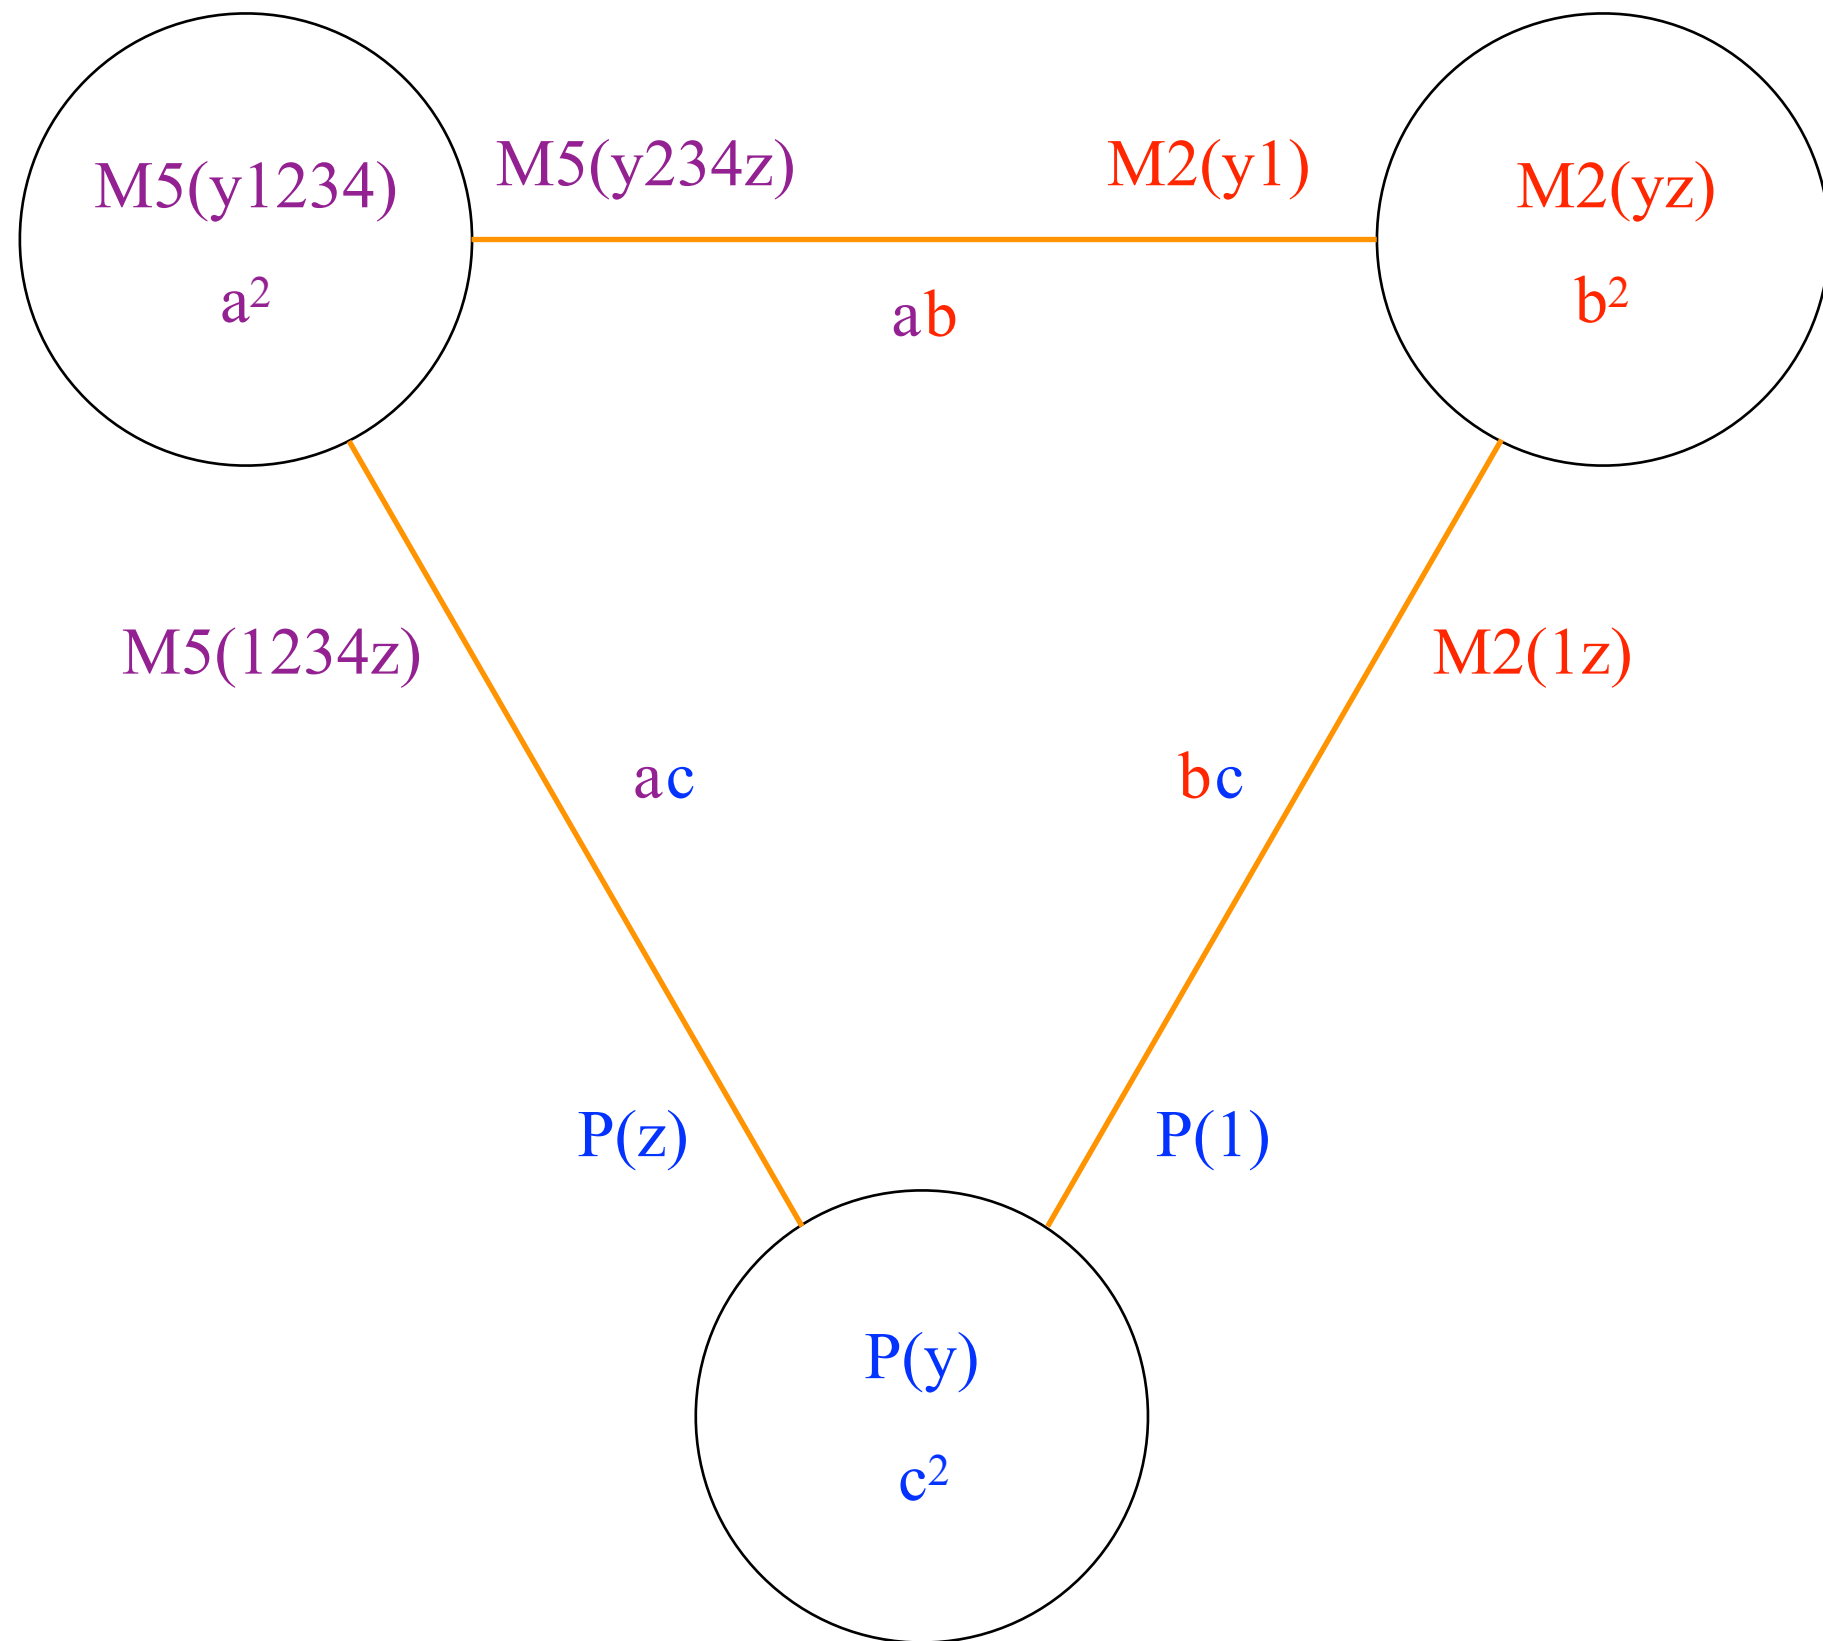 M5(y1234)
a²
M5(y234z)
M2(y1)
ab
M2(yz)
b²
M5(1234z)
M2(1z)
ac
bc
P(z)
P(1)
P(y)
c²